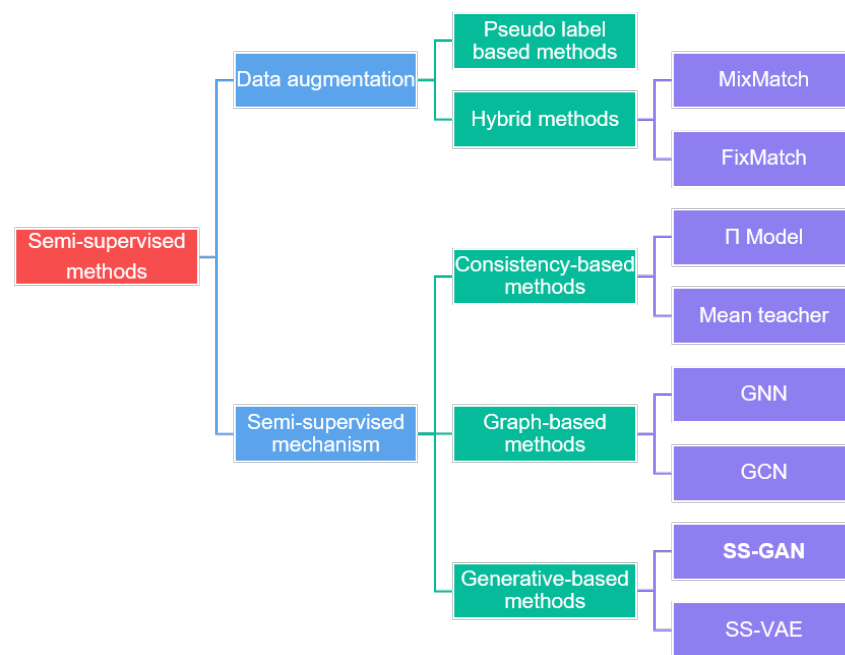 Semi-supervised
methods
Data augmentation
Semi-supervised
mechanism
Pseudo label
based methods
Hybrid methods
Consistency-based
methods
Graph-based
methods
Generative-based
methods
MixMatch
FixMatch
Π Model
Mean teacher
GNN
GCN
SS-GAN
SS-VAE